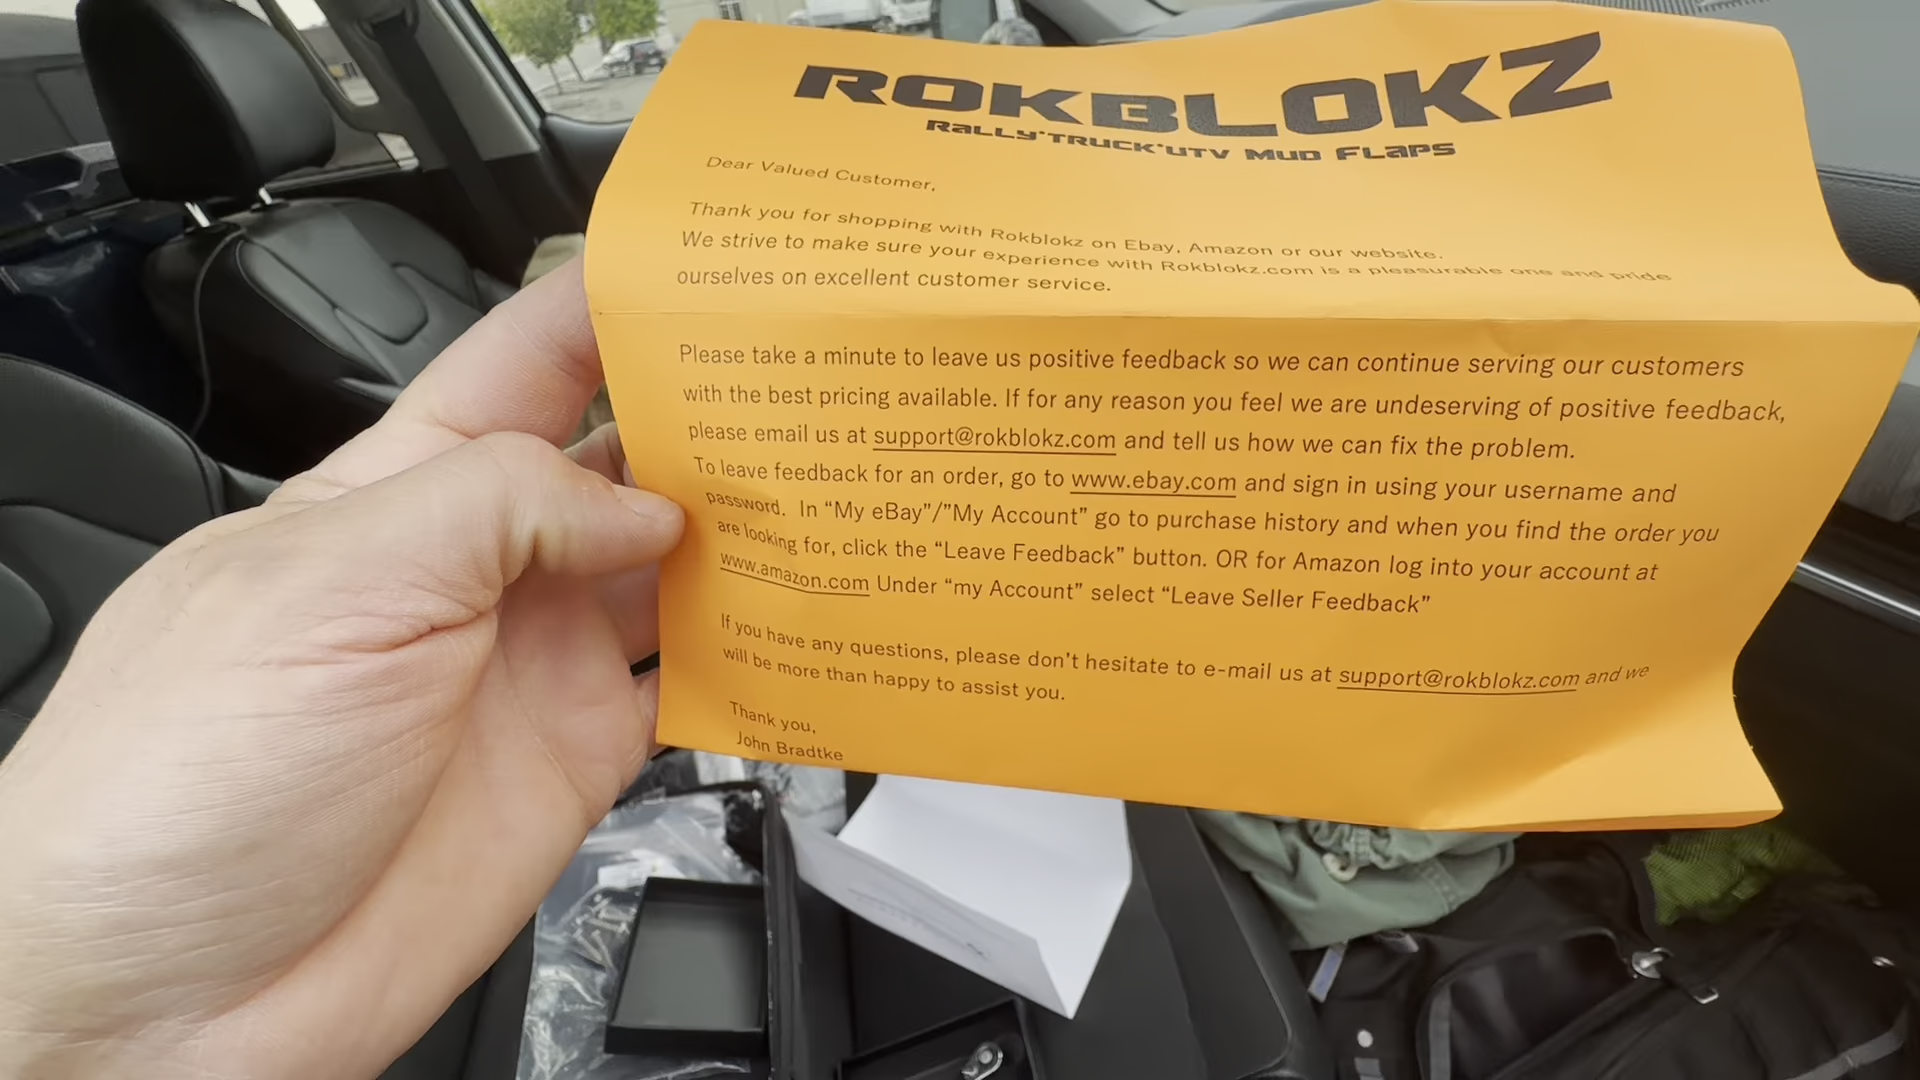 ROKBLOKZ
Rally'Truck'UTV Mud Flaps
Dear Valued Customer,
Thank you for shopping with Rokblokz on Ebay, Amazon or our website.
We strive to make sure your experience with Rokblokz.com is a pleasurable one and pride
ourselves on excellent customer service.
Please take a minute to leave us positive feedback so we can continue serving our customers
with the best pricing available. If for any reason you feel we are undeserving of positive feedback,
please email us at support@rokblokz.com and tell us how we can fix the problem.
To leave feedback for an order, go to www.ebay.com and sign in using your username and
password. In “My eBay”/”My Account” go to purchase history and when you find the order you
are looking for, click the “Leave Feedback” button. OR for Amazon log into your account at
www.amazon.com Under “my Account” select “Leave Seller Feedback”
If you have any questions, please don't hesitate to e-mail us at support@rokblokz.com and we
will be more than happy to assist you.
Thank you,
John Bradtke